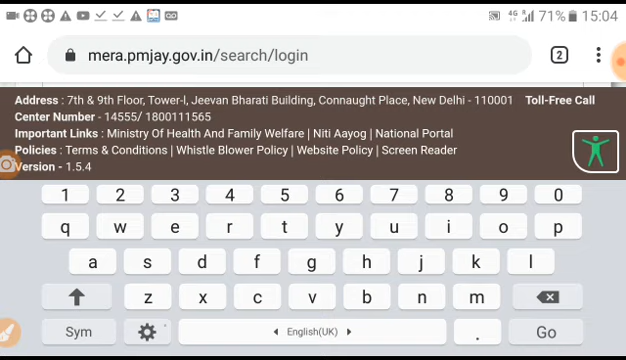 4G 71% 15:04
mera.pmjay.gov.in/search/login 2
Address : 7th & 9th Floor, Tower-l, Jeevan Bharati Building, Connaught Place, New Delhi - 110001 Toll-Free Call
Center Number - 14555/ 1800111565
Important Links : Ministry Of Health And Family Welfare | Niti Aayog | National Portal
Policies : Terms & Conditions | Whistle Blower Policy | Website Policy | Screen Reader
Version - 1.5.4
1 2 3 4 5 6 7 8 9 0
q w e r t y u i o p
a s d f g h j k l
z x c v b n m
Sym English(UK) . Go